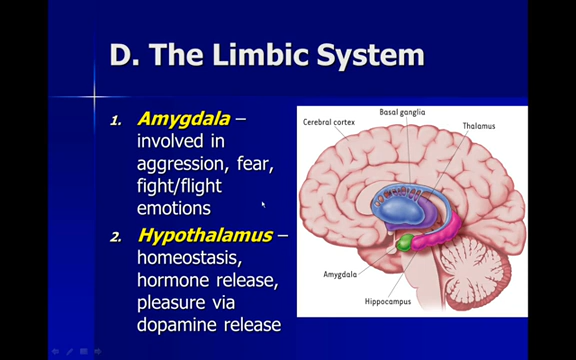 D. The Limbic System
1. Amygdala –
involved in
aggression, fear,
fight/flight
emotions
2. Hypothalamus –
homeostasis,
hormone release,
pleasure via
dopamine release
Basal ganglia
Cerebral cortex
Thalamus
Amygdala
Hippocampus